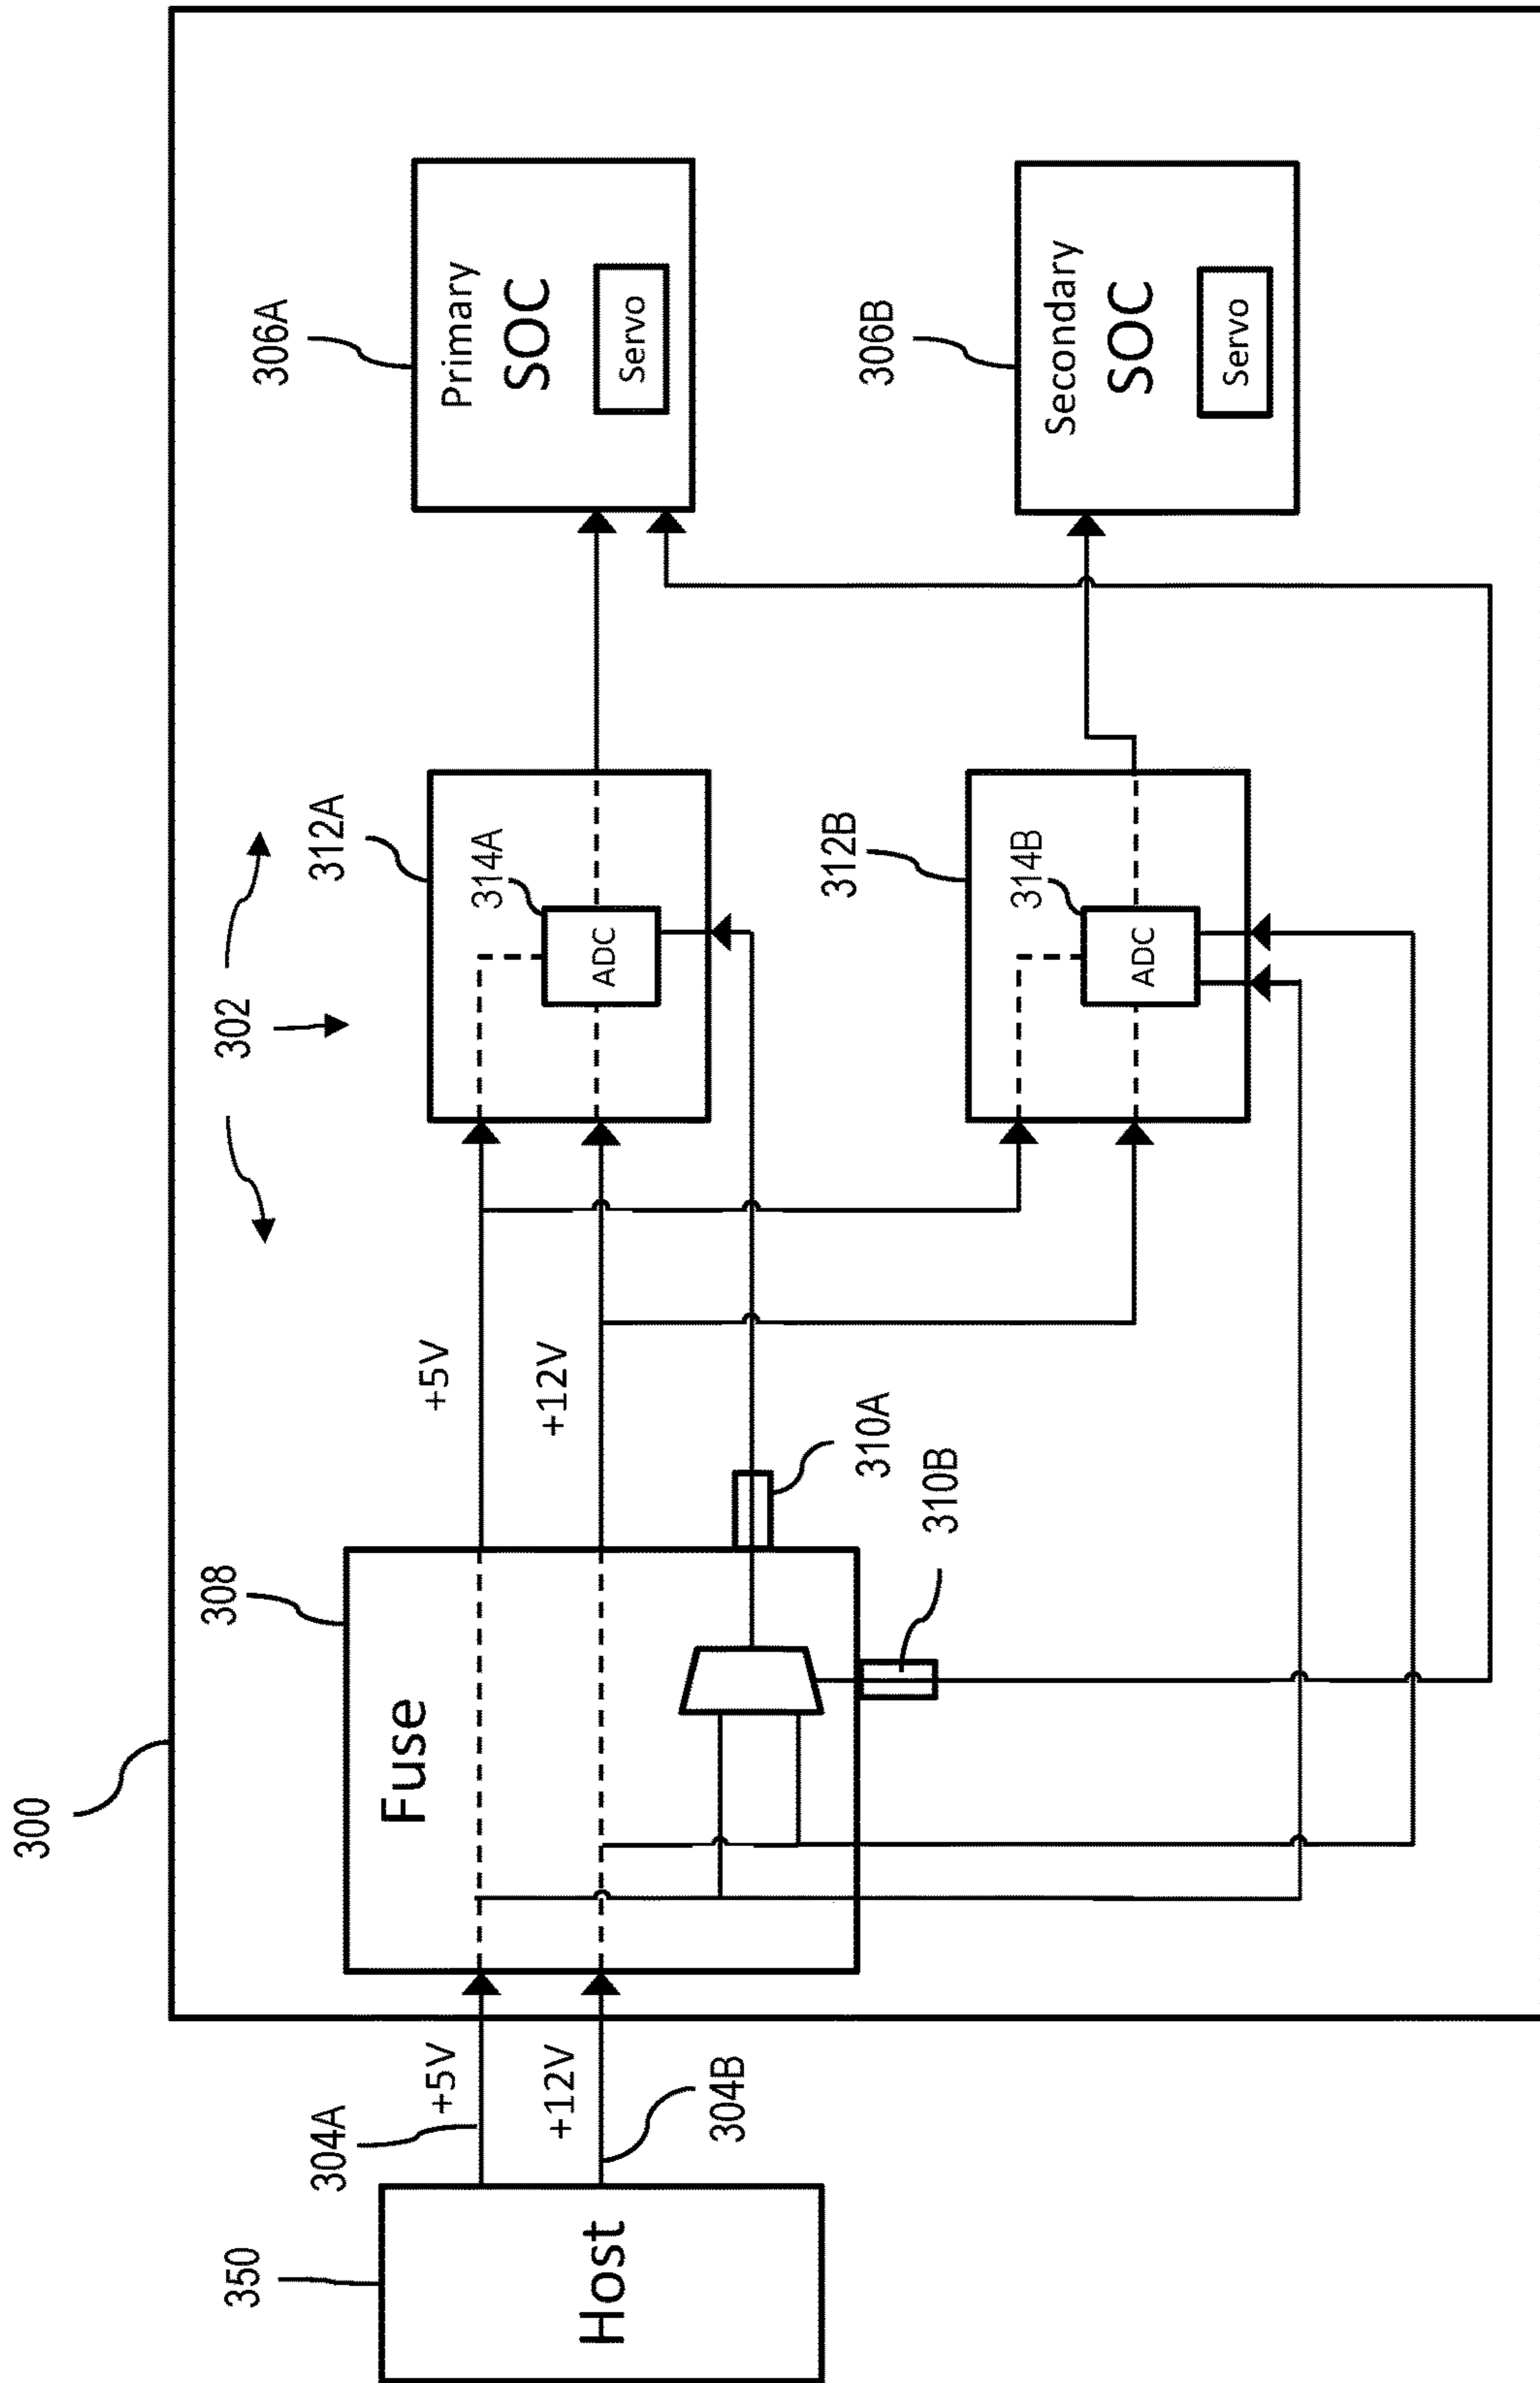 300
302
350
Host
304A
+5V
+12V
304B
308
Fuse
310A
310B
+5V
+12V
312A
314A
ADC
312B
314B
ADC
306A
Primary
SOC
Servo
306B
Secondary
SOC
Servo